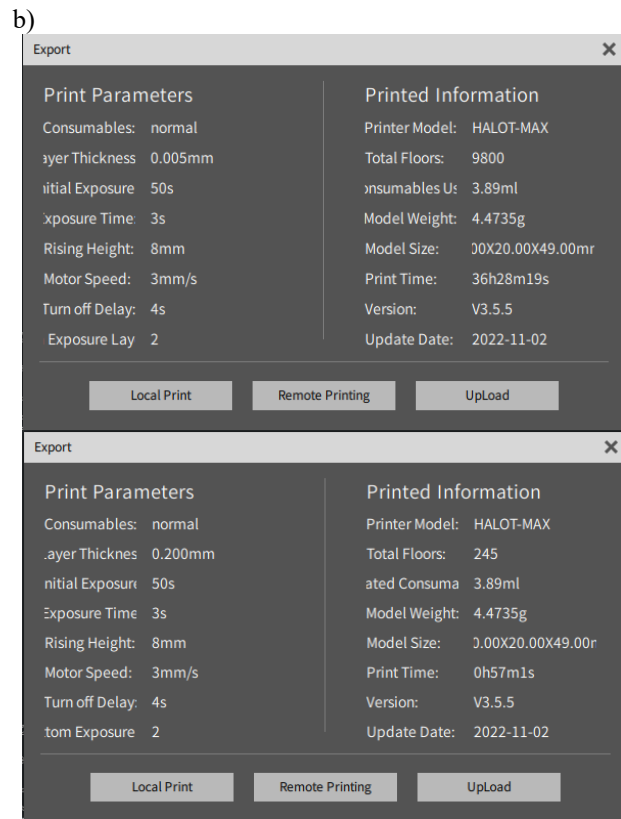 b)
Export
Print Parameters
Consumables: normal
ayer Thickness 0.005mm
nitial Exposure 50s
xposure Time: 3s
Rising Height: 8mm
Motor Speed: 3mm/s
Turn off Delay: 4s
Exposure Lay 2
Printed Information
Printer Model: HALOT-MAX
Total Floors: 9800
onsumables Us 3.89ml
Model Weight: 4.4735g
Model Size: 00X20.00X49.00mr
Print Time: 36h28m19s
Version: V3.5.5
Update Date: 2022-11-02
Local Print Remote Printing UpLoad
Export
Print Parameters
Consumables: normal
ayer Thicknes 0.200mm
nitial Exposure 50s
Exposure Time 3s
Rising Height: 8mm
Motor Speed: 3mm/s
Turn off Delay: 4s
tom Exposure 2
Printed Information
Printer Model: HALOT-MAX
Total Floors: 245
ated Consuma 3.89ml
Model Weight: 4.4735g
Model Size: 0.00X20.00X49.00r
Print Time: 0h57m1s
Version: V3.5.5
Update Date: 2022-11-02
Local Print Remote Printing UpLoad